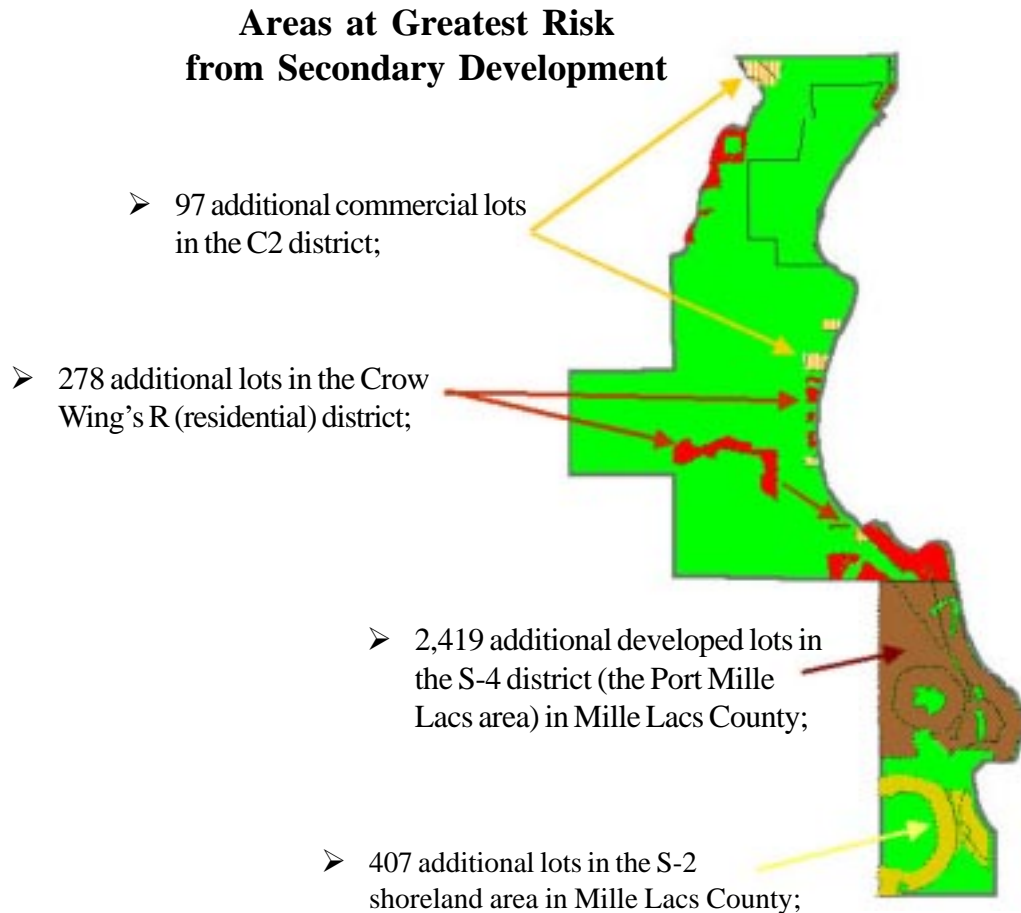 Areas at Greatest Risk
from Secondary Development
➢ 97 additional commercial lots
in the C2 district;
➢ 278 additional lots in the Crow
Wing's R (residential) district;
➢ 2,419 additional developed lots in
the S-4 district (the Port Mille
Lacs area) in Mille Lacs County;
➢ 407 additional lots in the S-2
shoreland area in Mille Lacs County;